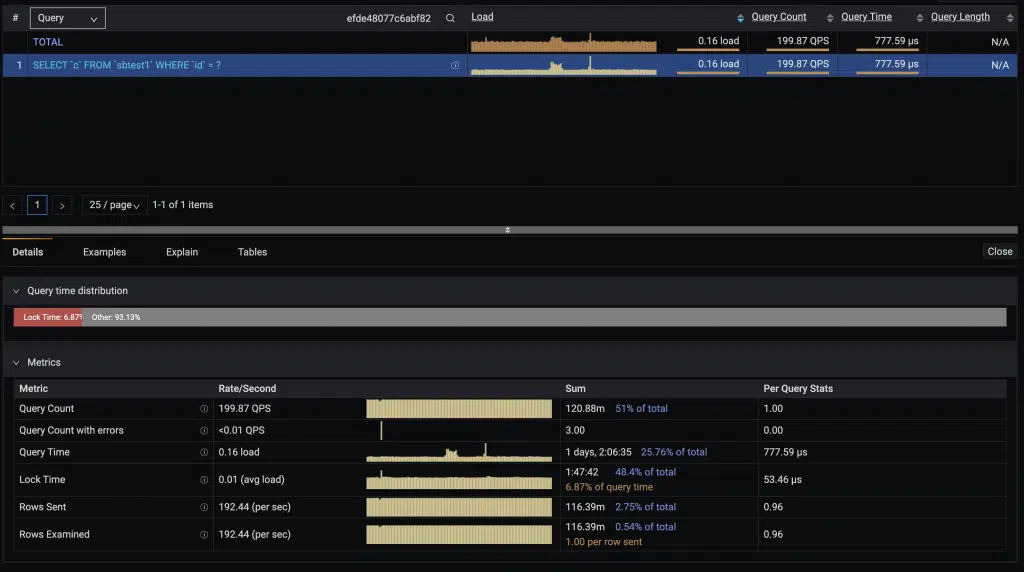 # Query efde48077c6abf82 Load Query Count Query Time Query Length
TOTAL 0.16 load 199.87 QPS 777.59 µs N/A
1 SELECT `c` FROM `sbtest1` WHERE `id` = ? 0.16 load 199.87 QPS 777.59 µs N/A
< 1 > 25 / page 1-1 of 1 items
Details Examples Explain Tables Close
Query time distribution
Lock Time: 6.87% Other: 93.13%
Metrics
Metric Rate/Second Sum Per Query Stats
Query Count 199.87 QPS 120.88m 51% of total 1.00
Query Count with errors <0.01 QPS 3.00 0.00
Query Time 0.16 load 1 days, 2:06:35 25.76% of total 777.59 µs
Lock Time 0.01 (avg load) 1:47:42 48.4% of total 53.46 µs
6.87% of query time
Rows Sent 192.44 (per sec) 116.39m 2.75% of total 0.96
Rows Examined 192.44 (per sec) 116.39m 0.54% of total 0.96
1.00 per row sent